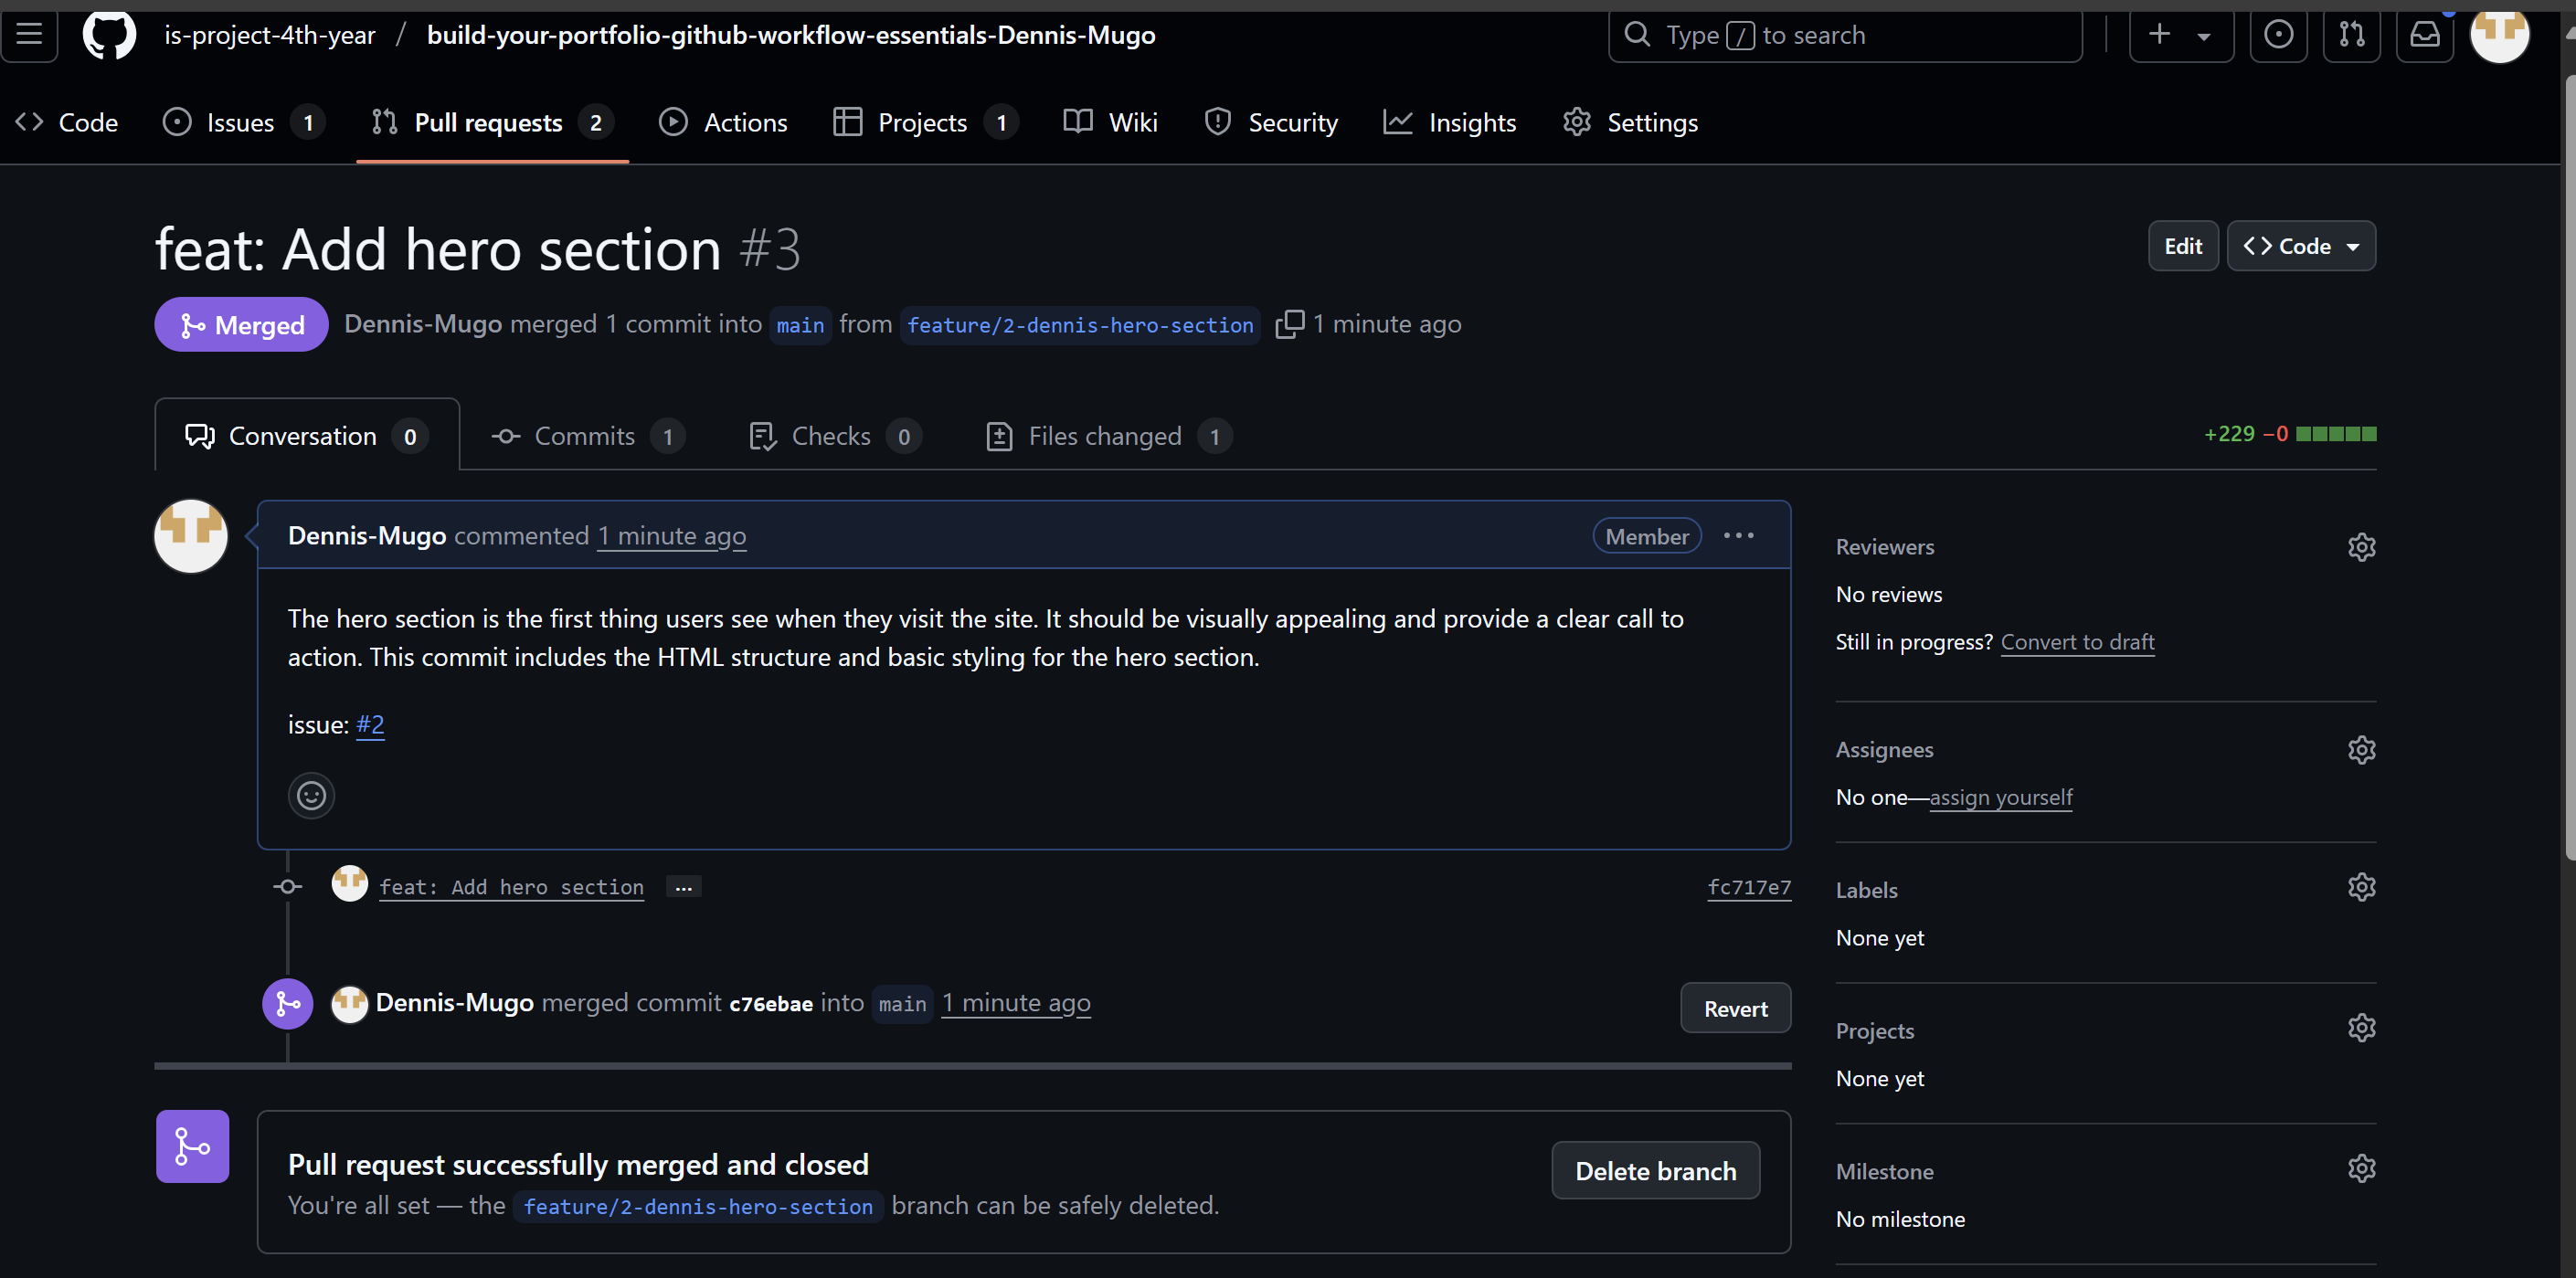 is-project-4th-year / build-your-portfolio-github-workflow-essentials-Dennis-Mugo Type / to search
Code Issues 1 Pull requests 2 Actions Projects 1 Wiki Security Insights Settings
feat: Add hero section #3 Edit Code
Merged Dennis-Mugo merged 1 commit into main from feature/2-dennis-hero-section 1 minute ago
Conversation 0 Commits 1 Checks 0 Files changed 1 +229 −0
Dennis-Mugo commented 1 minute ago Member
The hero section is the first thing users see when they visit the site. It should be visually appealing and provide a clear call to
action. This commit includes the HTML structure and basic styling for the hero section.
issue: #2
feat: Add hero section … fc717e7
Dennis-Mugo merged commit c76ebae into main 1 minute ago Revert
Pull request successfully merged and closed
You're all set — the feature/2-dennis-hero-section branch can be safely deleted.
Delete branch
Reviewers
No reviews
Still in progress? Convert to draft
Assignees
No one—assign yourself
Labels
None yet
Projects
None yet
Milestone
No milestone